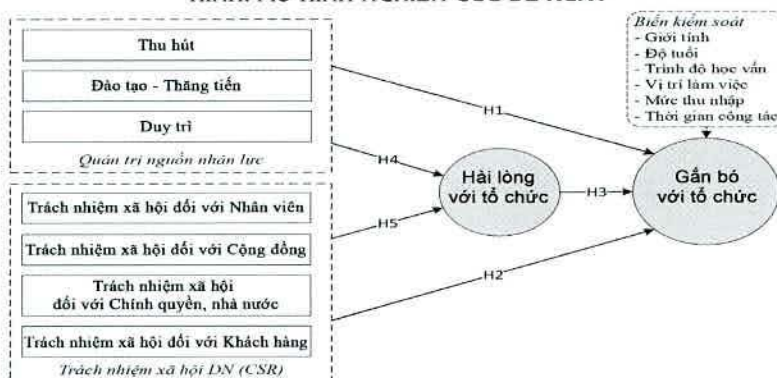 Thu hút
Đào tạo - Thăng tiến
Duy trì
Quản trị nguồn nhân lực
Trách nhiệm xã hội đối với Nhân viên
Trách nhiệm xã hội đối với Cộng đồng
Trách nhiệm xã hội
đối với Chính quyền, nhà nước
Trách nhiệm xã hội đối với Khách hàng
Trách nhiệm xã hội DN (CSR)
H1
H4
H5
H2
Hài lòng
với tổ chức
H3
Biến kiểm soát
- Giới tính
- Độ tuổi
- Trình độ học vấn
- Vị trí làm việc
- Mức thu nhập
- Thời gian công tác
Gắn bó
với tổ chức